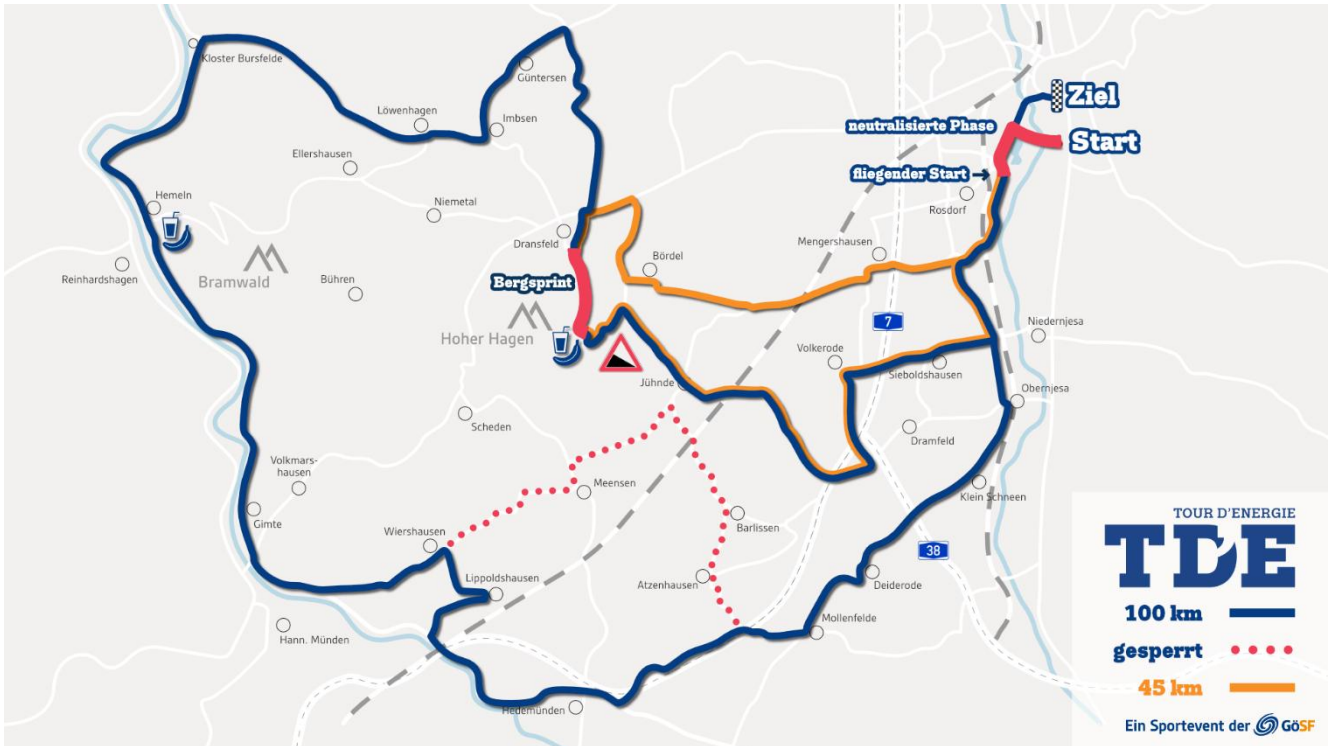 Kloster Bursfelde
Güntersen
Löwenhagen
Imbsen
Ellershausen
Hemeln
Niemetal
Dransfeld
Reinhardshagen
Bramwald
Bühren
Bergsprint
Hoher Hagen
Bördel
Mengershausen
Rosdorf
neutralisierte Phase
fliegender Start →
Ziel
Start
7
Volkerode
Sieboldshausen
Niedernjesa
Obernjesa
Jühnde
Scheden
Dramfeld
Volkmars-
hausen
Meensen
Klein Schneen
Gimte
Wiershausen
Barlissen
38
Lippoldshausen
Atzenhausen
Deiderode
Hann. Münden
Mollenfelde
Hedemünden
TOUR D'ENERGIE
TDE
100 km
gesperrt
45 km
Ein Sportevent der GöSF